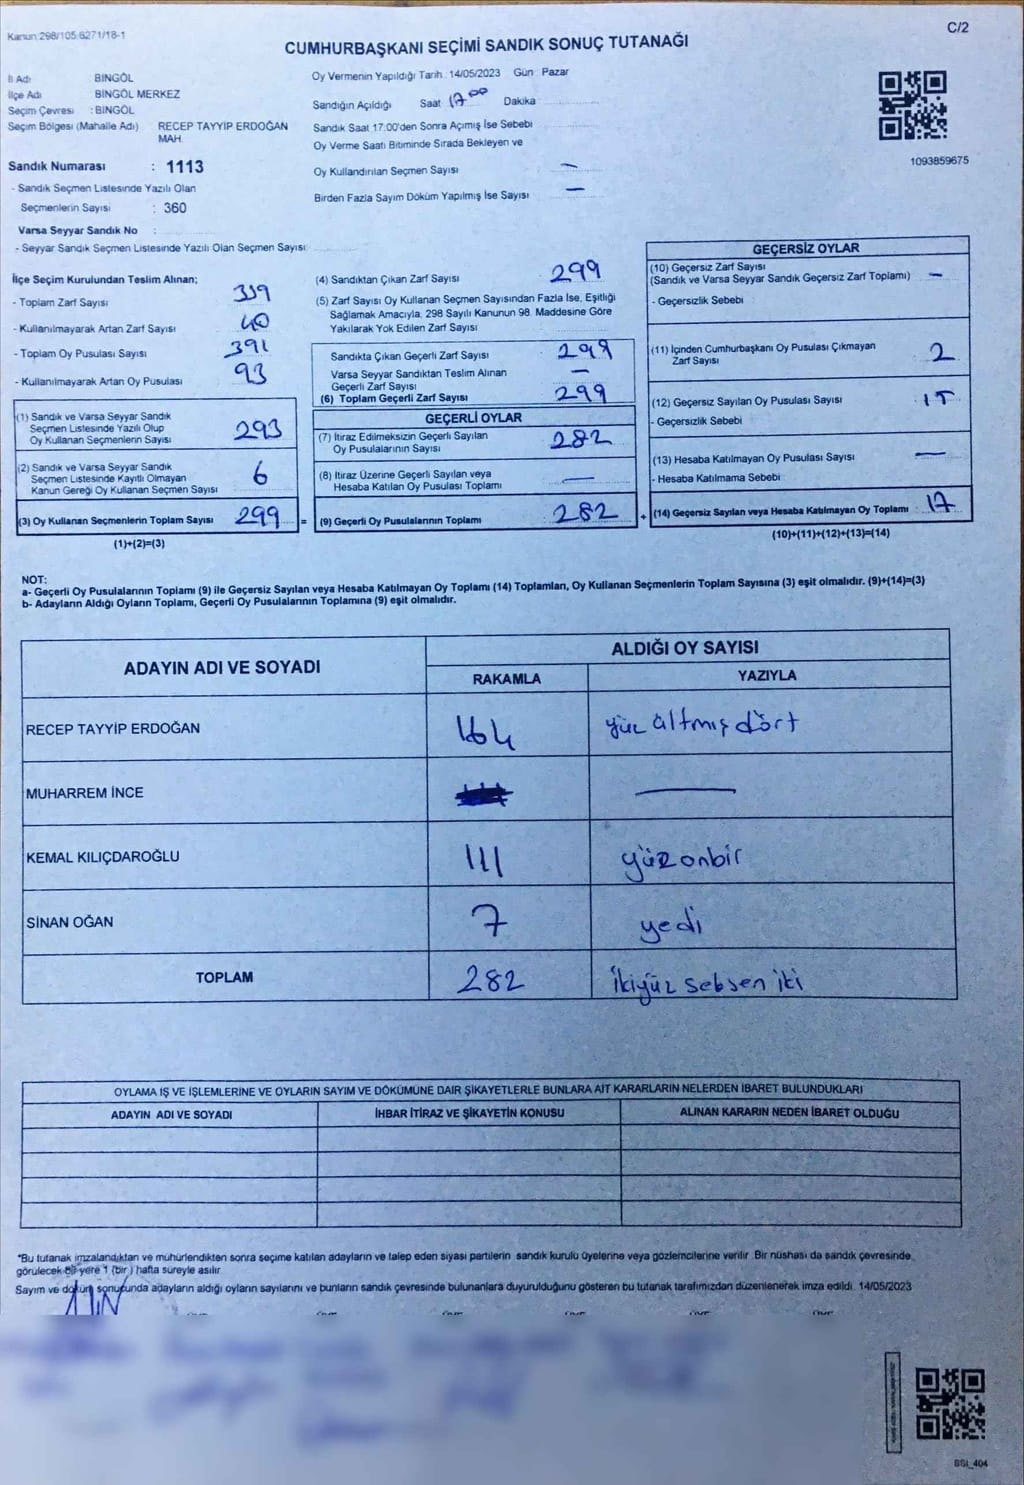 Kanun:298/105.6271/18-1
C/2
CUMHURBAŞKANI SEÇİMİ SANDIK SONUÇ TUTANAĞI
İl Adı BİNGÖL
İlçe Adı BİNGÖL MERKEZ
Seçim Çevresi : BİNGÖL
Seçim Bölgesi (Mahalle Adı) RECEP TAYYİP ERDOĞAN
MAH.
Sandık Numarası : 1113
- Sandık Seçmen Listesinde Yazılı Olan
Seçmenlerin Sayısı : 360
Varsa Seyyar Sandık No :
- Seyyar Sandık Seçmen Listesinde Yazılı Olan Seçmen Sayısı:
Oy Vermenin Yapıldığı Tarih : 14/05/2023 Gün : Pazar
Sandığın Açıldığı Saat 17.00 Dakika
Sandık Saat 17:00'den Sonra Açımış İse Sebebi
Oy Verme Saati Bitiminde Sırada Bekleyen ve
Oy Kullandırılan Seçmen Sayısı —
Birden Fazla Sayım Döküm Yapılmış İse Sayısı —
1093859675
İlçe Seçim Kurulundan Teslim Alınan;
- Toplam Zarf Sayısı 339
- Kullanılmayarak Artan Zarf Sayısı 40
- Toplam Oy Pusulası Sayısı 391
- Kullanılmayarak Artan Oy Pusulası 93
(1) Sandık ve Varsa Seyyar Sandık
Seçmen Listesinde Yazılı Olup
Oy Kullanan Seçmenlerin Sayısı 293
(2) Sandık ve Varsa Seyyar Sandık
Seçmen Listesinde Kayıtlı Olmayan
Kanun Gereği Oy Kullanan Seçmen Sayısı 6
(3) Oy Kullanan Seçmenlerin Toplam Sayısı 299 =
(1)+(2)=(3)
(4) Sandıktan Çıkan Zarf Sayısı 299
(5) Zarf Sayısı Oy Kullanan Seçmen Sayısından Fazla İse, Eşitliği
Sağlamak Amacıyla, 298 Sayılı Kanunun 98. Maddesine Göre
Yakılarak Yok Edilen Zarf Sayısı
Sandıkta Çıkan Geçerli Zarf Sayısı 299
Varsa Seyyar Sandıktan Teslim Alınan
Geçerli Zarf Sayısı —
(6) Toplam Geçerli Zarf Sayısı 299
GEÇERLİ OYLAR
(7) İtiraz Edilmeksizin Geçerli Sayılan
Oy Pusulalarının Sayısı 282
(8) İtiraz Üzerine Geçerli Sayılan veya
Hesaba Katılan Oy Pusulası Toplamı —
(9) Geçerli Oy Pusulalarının Toplamı 282 +
GEÇERSİZ OYLAR
(10) Geçersiz Zarf Sayısı
(Sandık ve Varsa Seyyar Sandık Geçersiz Zarf Toplamı) —
- Geçersizlik Sebebi
(11) İçinden Cumhurbaşkanı Oy Pusulası Çıkmayan
Zarf Sayısı 2
(12) Geçersiz Sayılan Oy Pusulası Sayısı 15
- Geçersizlik Sebebi
(13) Hesaba Katılmayan Oy Pusulası Sayısı —
- Hesaba Katılmama Sebebi
(14) Geçersiz Sayılan veya Hesaba Katılmayan Oy Toplamı : 17
(10)+(11)+(12)+(13)=(14)
NOT:
a- Geçerli Oy Pusulalarının Toplamı (9) ile Geçersiz Sayılan veya Hesaba Katılmayan Oy Toplamı (14) Toplamları, Oy Kullanan Seçmenlerin Toplam Sayısına (3) eşit olmalıdır. (9)+(14)=(3)
b- Adayların Aldığı Oyların Toplamı, Geçerli Oy Pusulalarının Toplamına (9) eşit olmalıdır.
ADAYIN ADI VE SOYADI
ALDIĞI OY SAYISI
RAKAMLA YAZIYLA
RECEP TAYYİP ERDOĞAN 164 yüz altmış dört
MUHARREM İNCE —
KEMAL KILIÇDAROĞLU 111 yüz onbir
SİNAN OĞAN 7 yedi
TOPLAM 282 ikiyüz seksen iki
OYLAMA İŞ VE İŞLEMLERİNE VE OYLARIN SAYIM VE DÖKÜMÜNE DAİR ŞİKAYETLERLE BUNLARA AİT KARARLARIN NELERDEN İBARET BULUNDUKLARI
ADAYIN ADI VE SOYADI İHBAR İTİRAZ VE ŞİKAYETİN KONUSU ALINAN KARARIN NEDEN İBARET OLDUĞU
*Bu tutanak imzalandıktan ve mühürlendikten sonra seçime katılan adayların ve talep eden siyasi partilerin sandık kurulu üyelerine veya gözlemcilerine verilir. Bir nüshası da sandık çevresinde
görülecek bir yere 1 (bir) hafta süreyle asılır.
Sayım ve döküm sonucunda adayların aldığı oyların sayılarını ve bunların sandık çevresinde bulunanlara duyurulduğunu gösteren bu tutanak tarafımızdan düzenlenerek imza edildi. 14/05/2023